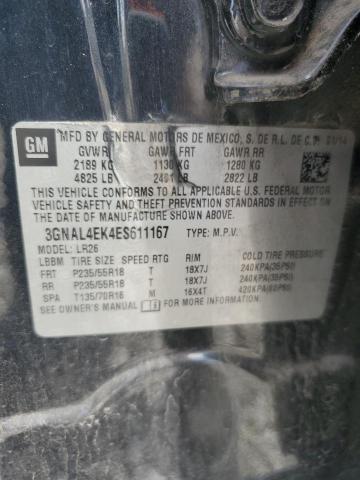 GM
MFD BY GENERAL MOTORS DE MEXICO, S. DE R.L. DE C.V. 01/14
GVWR GAWR FRT GAWR RR
2189 KG 1130 KG 1280 KG
4825 LB 2491 LB 2822 LB
THIS VEHICLE CONFORMS TO ALL APPLICABLE U.S. FEDERAL MOTOR
VEHICLE SAFETY, BUMPER, AND THEFT PREVENTION STANDARDS IN
EFFECT ON THE DATE OF MANUFACTURE SHOWN ABOVE.
3GNAL4EK4ES611167 TYPE: M.P.V.
LBBM LR26
TIRE SIZE SPEED RTG RIM COLD TIRE PRESSURE
FRT P235/55R18 T 18X7J 240KPA(35PSI)
RR P235/55R18 T 18X7J 240KPA(35PSI)
SPA T135/70R16 M 16X4T 420KPA(60PSI)
SEE OWNER'S MANUAL FOR ADDITIONAL INFORMATION.